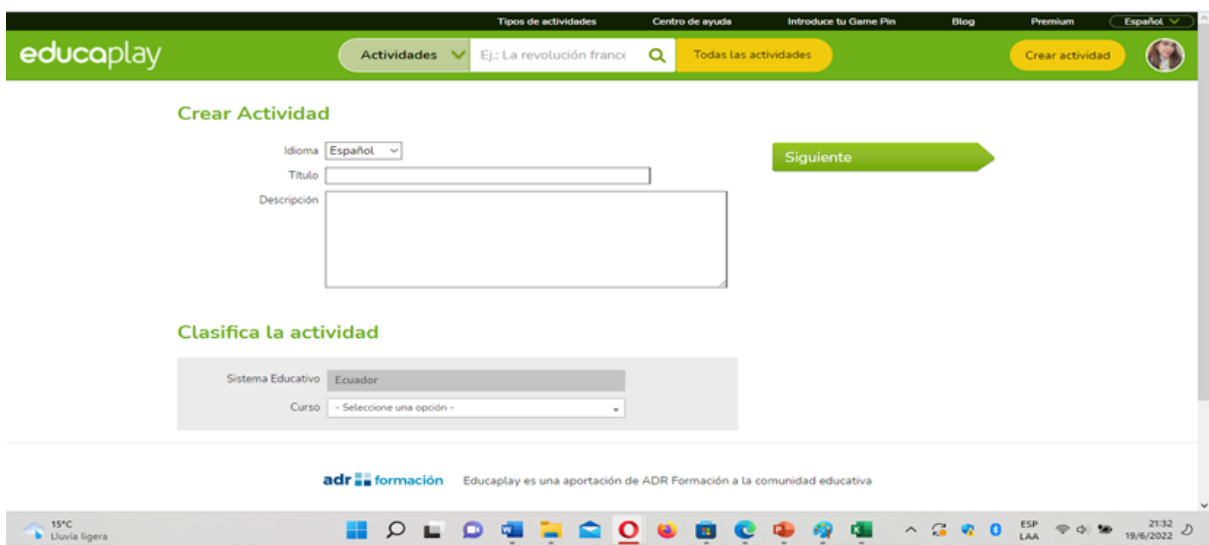 Tipos de actividades Centro de ayuda Introduce tu Game Pin Blog Premium Español
educaplay Actividades Ej.: La revolución france Todas las actividades Crear actividad
Crear Actividad
Idioma Español Siguiente
Título
Descripción
Clasifica la actividad
Sistema Educativo Ecuador
Curso - Seleccione una opción -
adr formación Educaplay es una aportación de ADR Formación a la comunidad educativa
15°C ESP 21:32
Lluvia ligera LAA 19/6/2022